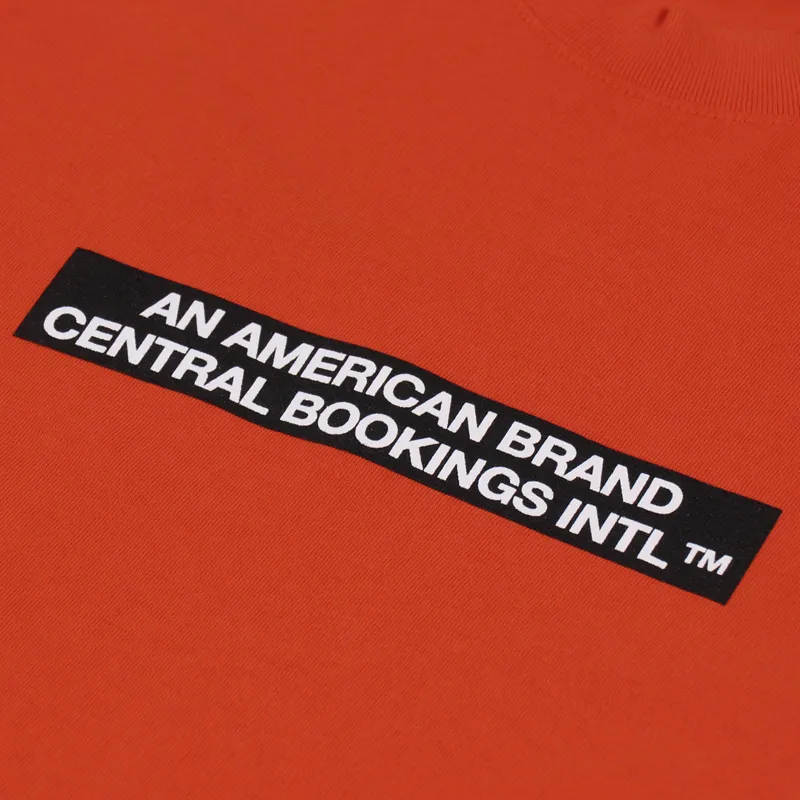 AN AMERICAN BRAND
CENTRAL BOOKINGS INTL ™